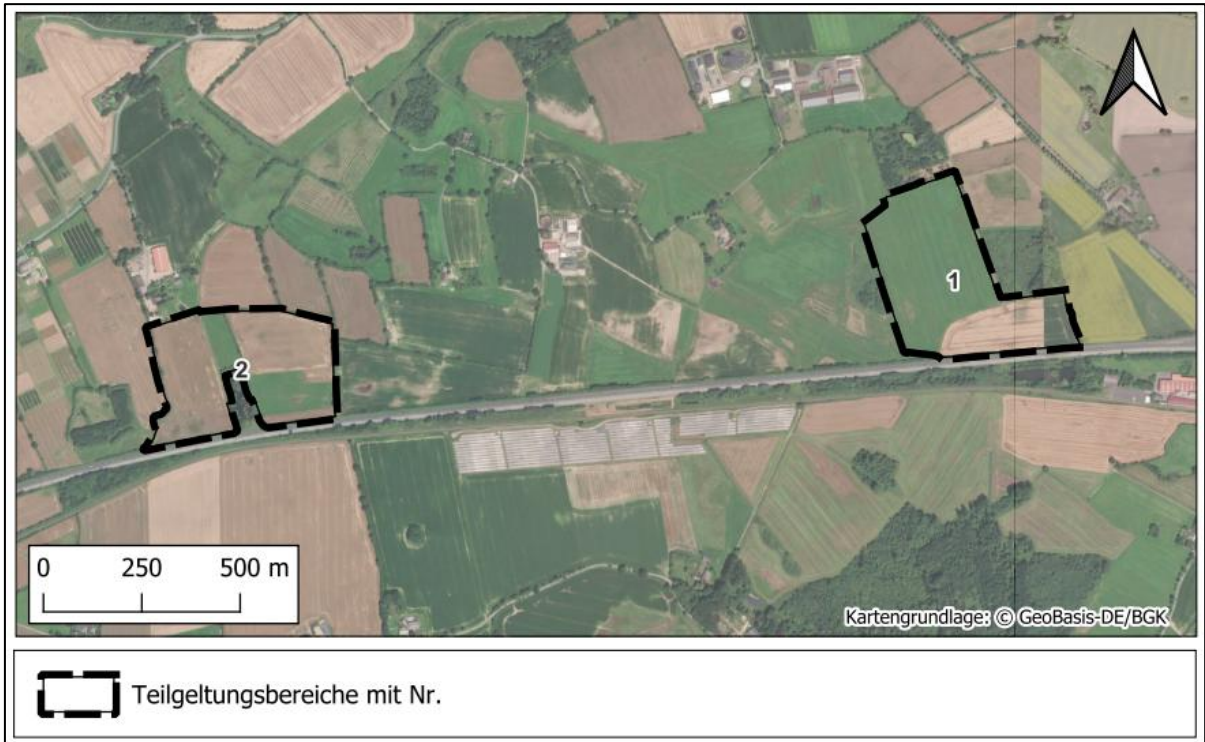 1
2
0 250 500 m
Kartengrundlage: © GeoBasis-DE/BGK
Teilgeltungsbereiche mit Nr.